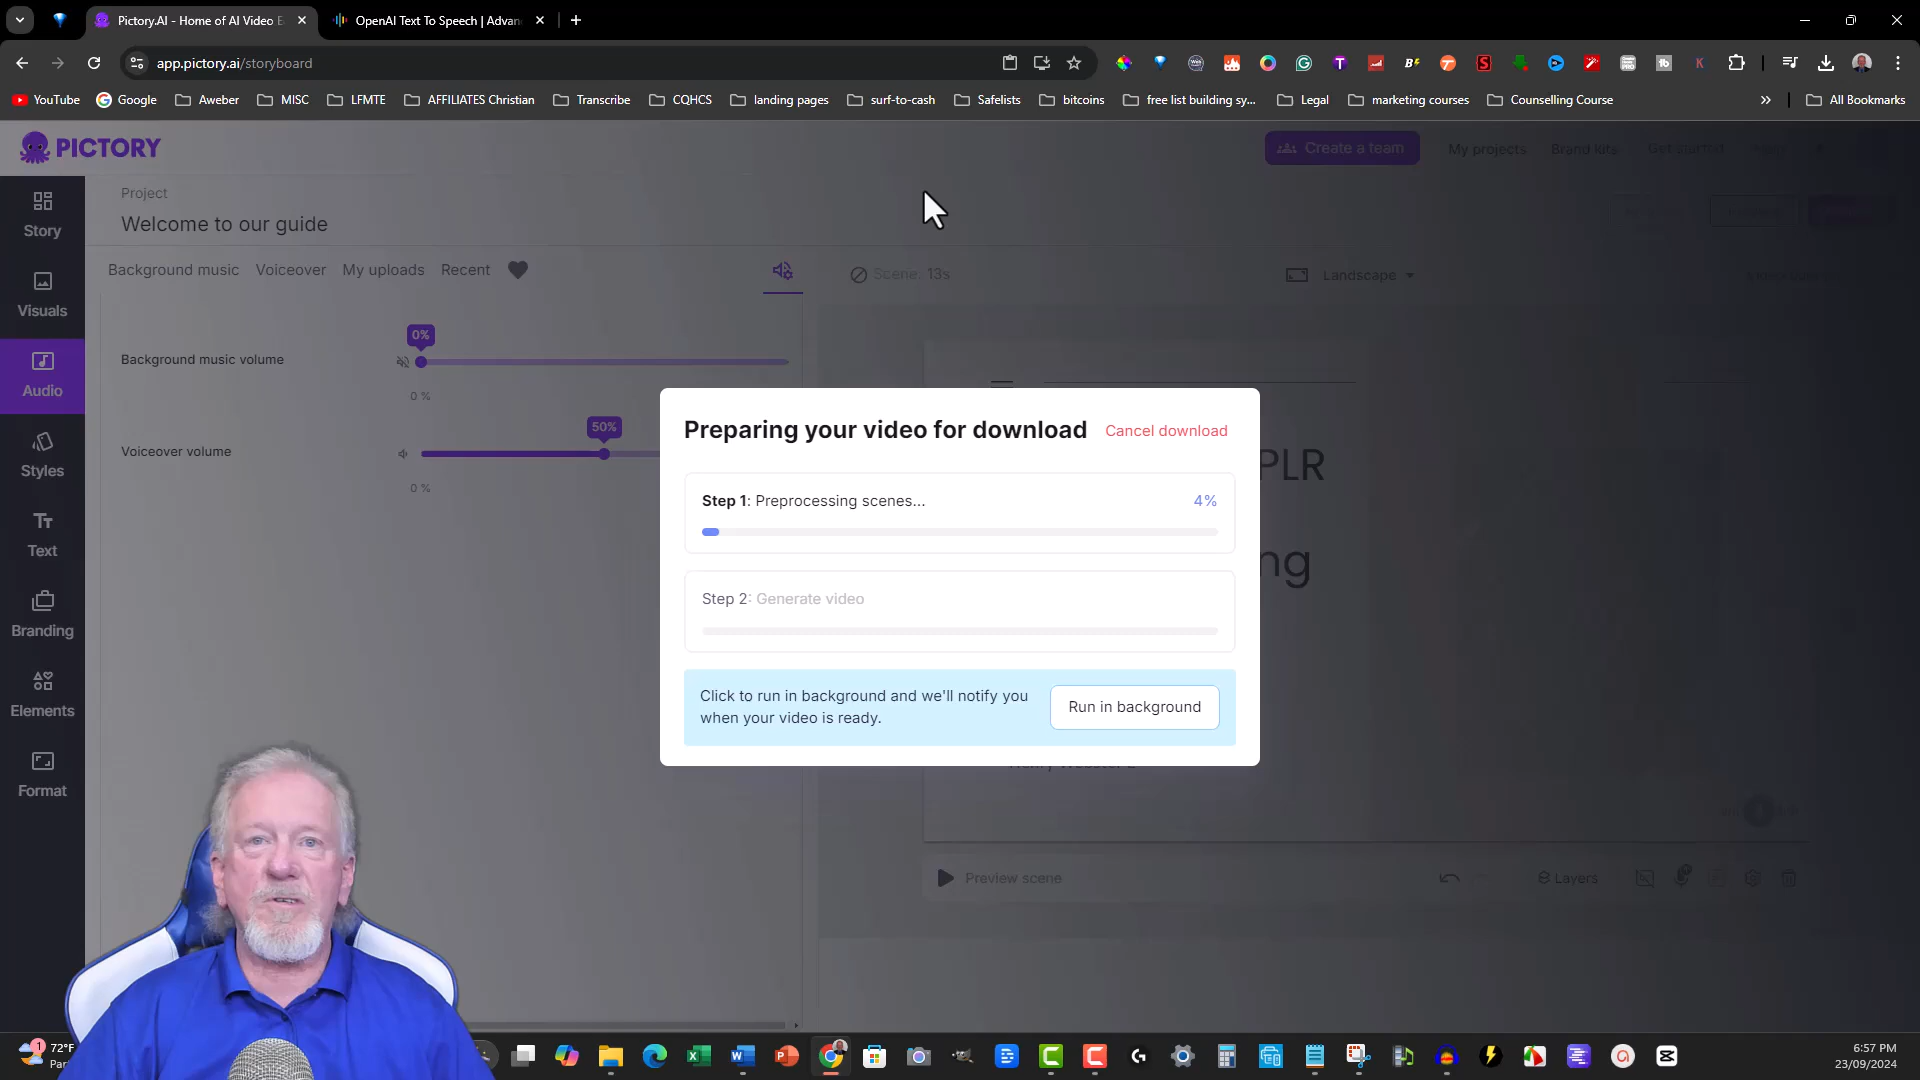 Pictory.AI - Home of AI Video E
OpenAI Text To Speech | Advan
app.pictory.ai/storyboard
YouTube
Google
Aweber
MISC
LFMTE
AFFILIATES Christian
Transcribe
CQHCS
landing pages
surf-to-cash
Safelists
bitcoins
free list building sy...
Legal
marketing courses
Counselling Course
All Bookmarks
PICTORY
Create a team
My projects
Brand kits
Get started
Project
Welcome to our guide
Story
Visuals
Audio
Styles
Text
Branding
Elements
Format
Background music
Voiceover
My uploads
Recent
Scene: 13s
Landscape
0%
Background music volume
0 %
50%
Voiceover volume
0 %
PLR
ng
Preparing your video for download
Cancel download
Step 1: Preprocessing scenes...
4%
Step 2: Generate video
Click to run in background and we'll notify you
when your video is ready.
Run in background
Preview scene
Layers
1
72°F
6:57 PM
23/09/2024